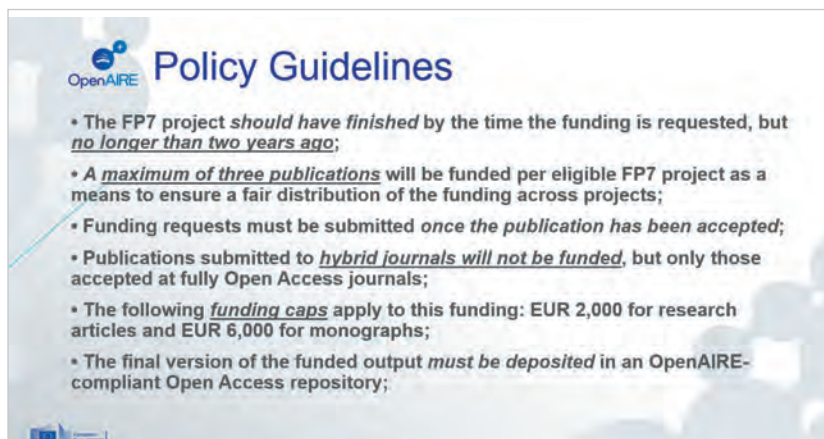 OpenAIRE Policy Guidelines
• The FP7 project should have finished by the time the funding is requested, but
no longer than two years ago;
• A maximum of three publications will be funded per eligible FP7 project as a
means to ensure a fair distribution of the funding across projects;
• Funding requests must be submitted once the publication has been accepted;
• Publications submitted to hybrid journals will not be funded, but only those
accepted at fully Open Access journals;
• The following funding caps apply to this funding: EUR 2,000 for research
articles and EUR 6,000 for monographs;
• The final version of the funded output must be deposited in an OpenAIRE-
compliant Open Access repository;